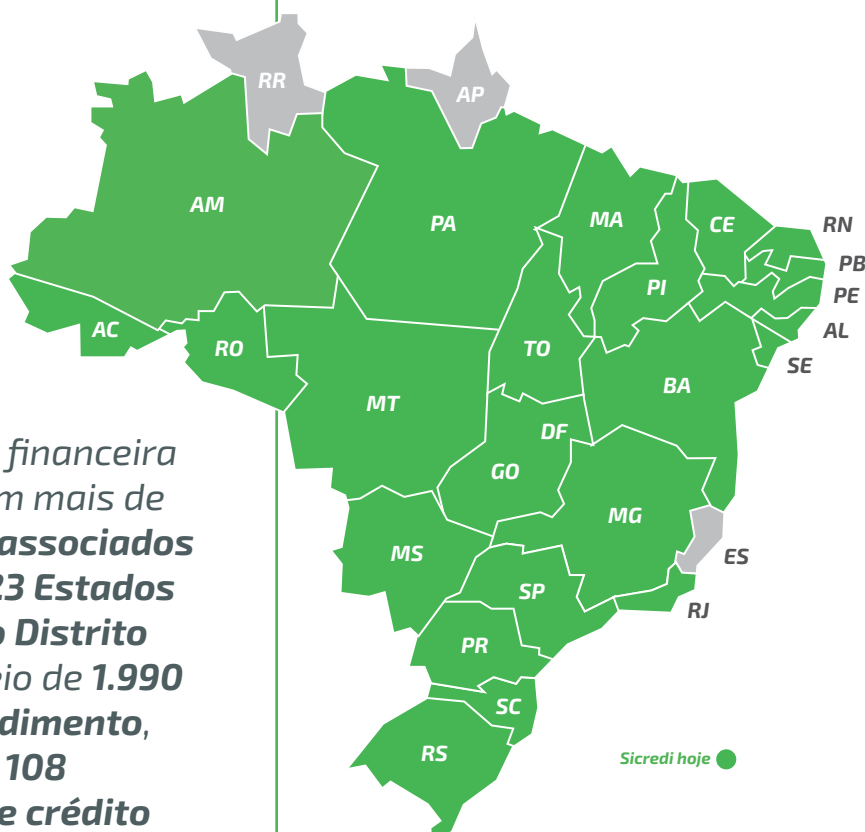 RR
AP
AM
PA
MA
CE
RN
PB
PI
PE
AC
RO
TO
AL
SE
BA
MT
DF
GO
MG
MS
ES
SP
RJ
PR
SC
RS
Sicredi hoje
financeira
m mais de
associados
23 Estados
o Distrito
eio de 1.990
dimento,
108
e crédito